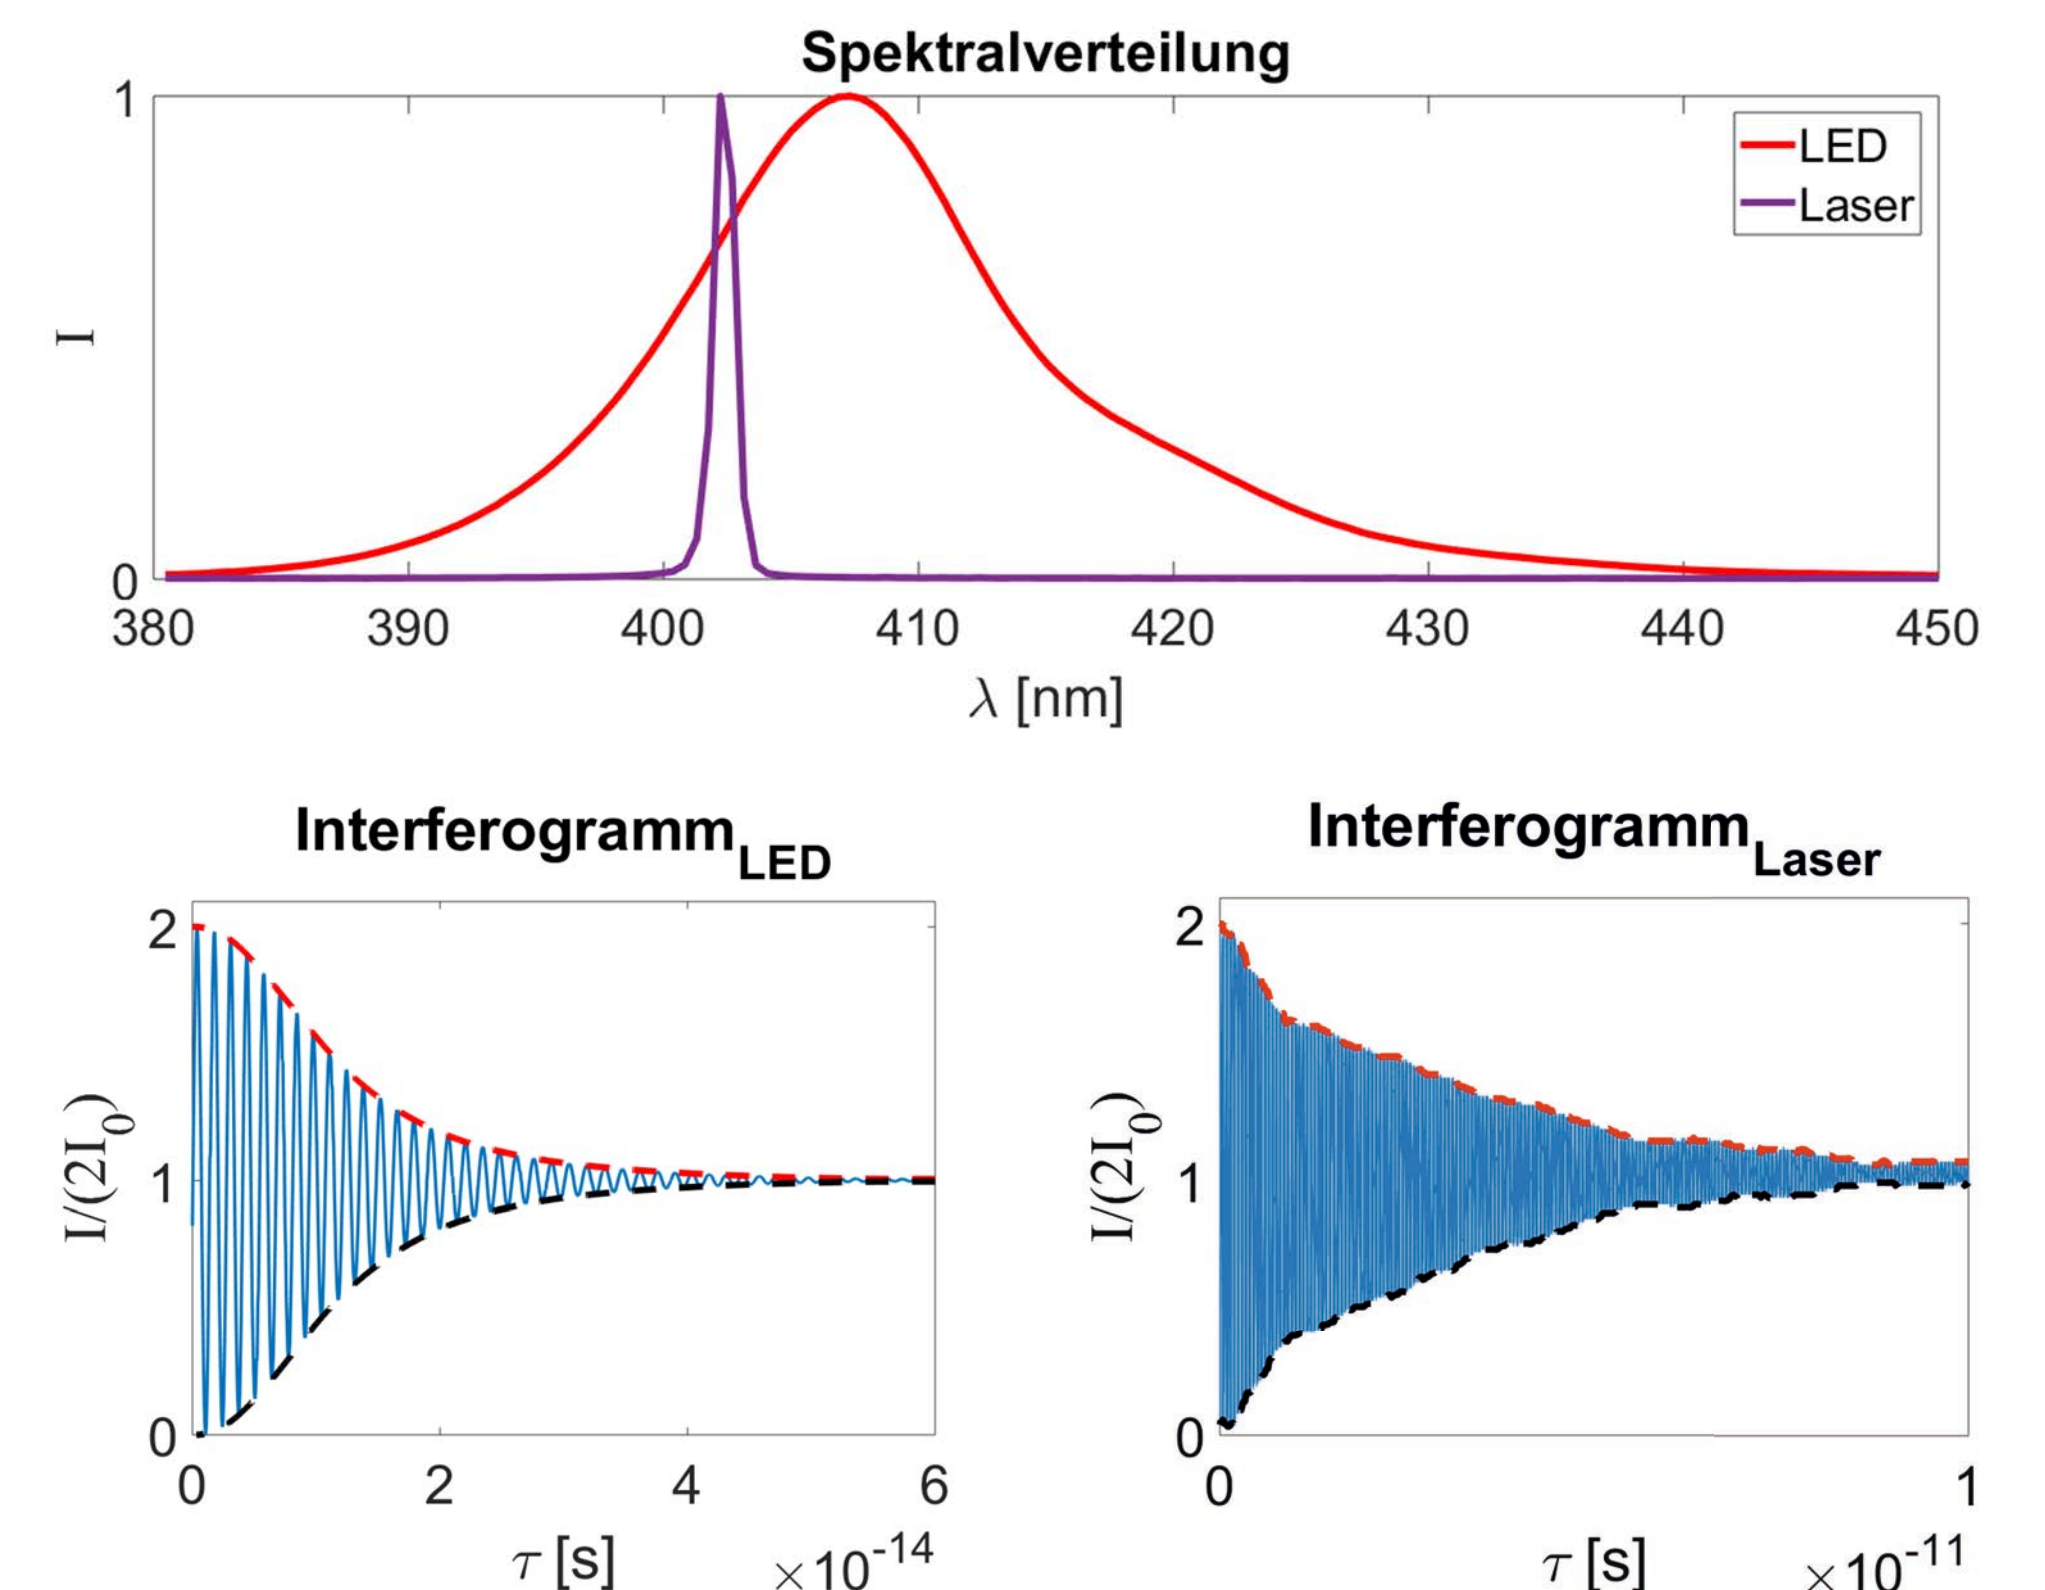 Spektralverteilung
1
LED
Laser
I
0
380 390 400 410 420 430 440 450
λ [nm]
Interferogramm_LED
2
1
0
I/(2I_0)
0 2 4 6
τ [s] ×10^-14
Interferogramm_Laser
2
1
0
I/(2I_0)
0 1
τ [s] ×10^-11